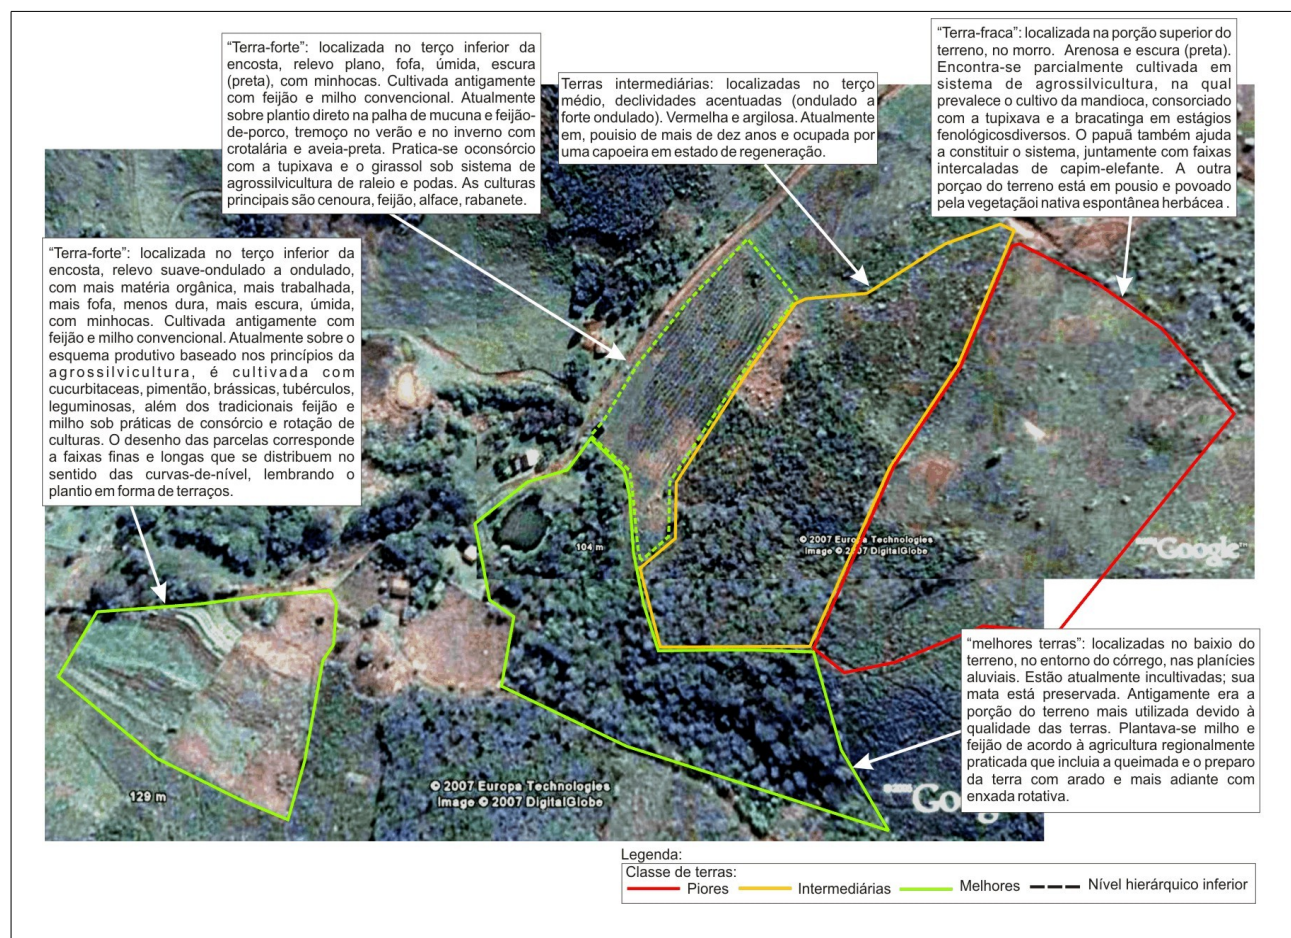 “Terra-forte”: localizada no terço inferior da
encosta, relevo plano, fofa, úmida, escura
(preta), com minhocas. Cultivada antigamente
com feijão e milho convencional. Atualmente
sobre plantio direto na palha de mucuna e feijão-
de-porco, tremoço no verão e no inverno com
crotalária e aveia-preta. Pratica-se oconsórcio
com a tupixava e o girassol sob sistema de
agrossilvicultura de raleio e podas. As culturas
principais são cenoura, feijão, alface, rabanete.
Terras intermediárias: localizadas no terço
médio, declividades acentuadas (ondulado a
forte ondulado). Vermelha e argilosa. Atualmente
em, pouisio de mais de dez anos e ocupada por
uma capoeira em estado de regeneração.
“Terra-fraca”: localizada na porção superior do
terreno, no morro. Arenosa e escura (preta).
Encontra-se parcialmente cultivada em
sistema de agrossilvicultura, na qual
prevalece o cultivo da mandioca, consorciado
com a tupixava e a bracatinga em estágios
fenológicosdiversos. O papuã também ajuda
a constituir o sistema, juntamente com faixas
intercaladas de capim-elefante. A outra
porçao do terreno está em pousio e povoado
pela vegetaçãoi nativa espontânea herbácea .
“Terra-forte”: localizada no terço inferior da
encosta, relevo suave-ondulado a ondulado,
com mais matéria orgânica, mais trabalhada,
mais fofa, menos dura, mais escura, úmida,
com minhocas. Cultivada antigamente com
feijão e milho convencional. Atualmente sobre o
esquema produtivo baseado nos princípios da
agrossilvicultura, é cultivada com
cucurbitaceas, pimentão, brássicas, tubérculos,
leguminosas, além dos tradicionais feijão e
milho sob práticas de consórcio e rotação de
culturas. O desenho das parcelas corresponde
a faixas finas e longas que se distribuem no
sentido das curvas-de-nível, lembrando o
plantio em forma de terraços.
104 m
© 2007 Europa Technologies
Image © 2007 DigitalGlobe
Google™
“melhores terras”: localizadas no baixio do
terreno, no entorno do córrego, nas planícies
aluviais. Estão atualmente incultivadas; sua
mata está preservada. Antigamente era a
porção do terreno mais utilizada devido à
qualidade das terras. Plantava-se milho e
feijão de acordo à agricultura regionalmente
praticada que incluia a queimada e o preparo
da terra com arado e mais adiante com
enxada rotativa.
129 m
© 2007 Europa Technologies
Image © 2007 DigitalGlobe
Legenda:
Classe de terras:
Piores Intermediárias Melhores Nível hierárquico inferior